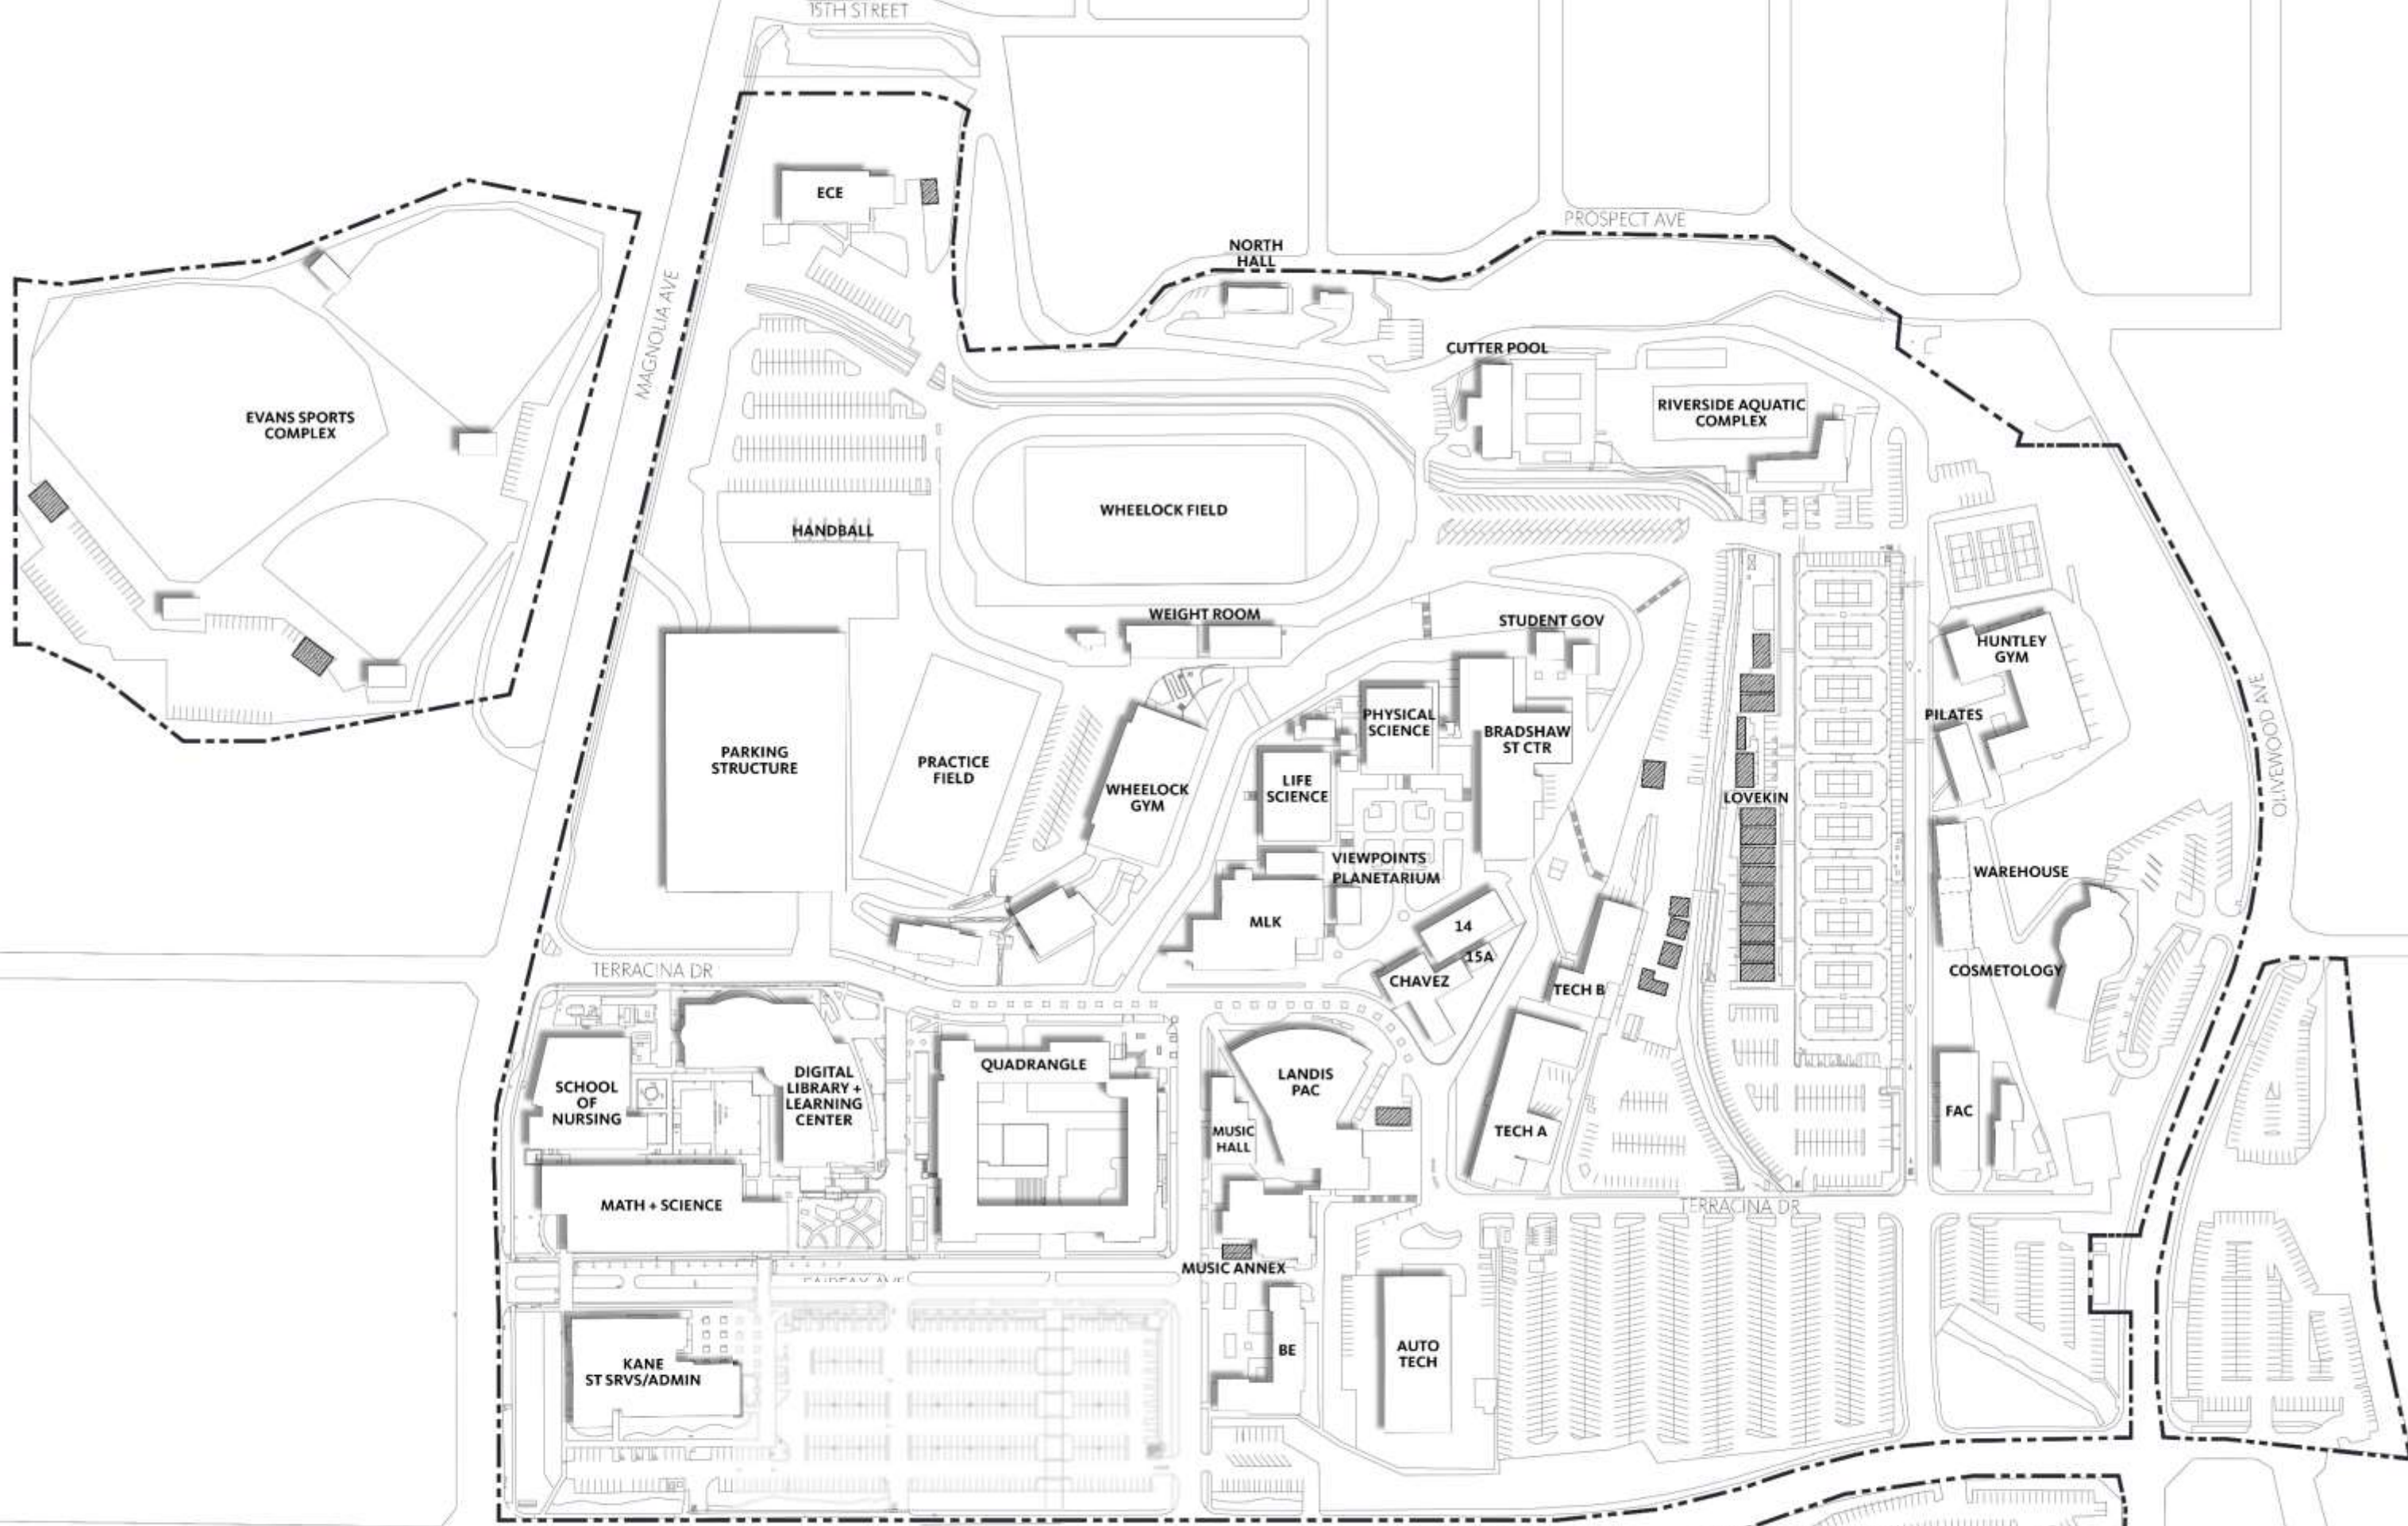 15TH STREET
ECE
PROSPECT AVE
NORTH
HALL
MAGNOLIA AVE
CUTTER POOL
EVANS SPORTS
COMPLEX
RIVERSIDE AQUATIC
COMPLEX
WHEELOCK FIELD
HANDBALL
WEIGHT ROOM
STUDENT GOV
HUNTLEY
GYM
PHYSICAL
SCIENCE
PILATES
BRADSHAW
ST CTR
OLIVEWOOD AVE
PARKING
STRUCTURE
PRACTICE
FIELD
WHEELOCK
GYM
LIFE
SCIENCE
LOVEKIN
VIEWPOINTS
PLANETARIUM
WAREHOUSE
MLK
14
15A
CHAVEZ
TECH B
COSMETOLOGY
TERRACINA DR
QUADRANGLE
LANDIS
PAC
SCHOOL
OF
NURSING
DIGITAL
LIBRARY +
LEARNING
CENTER
MUSIC
HALL
TECH A
FAC
MATH + SCIENCE
TERRACINA DR
MUSIC ANNEX
FAIRFAX AVE
KANE
ST SRVS/ADMIN
BE
AUTO
TECH